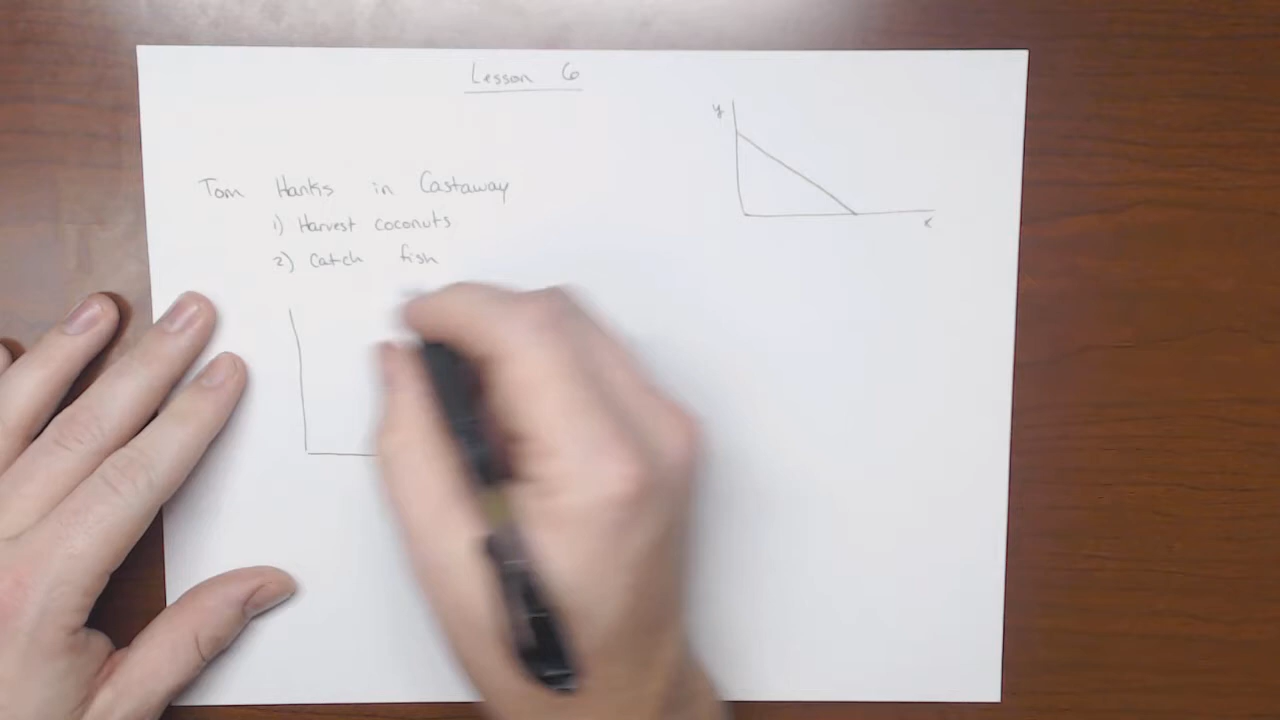 Lesson 6
y
x
Tom Hanks in Castaway
1) Harvest coconuts
2) Catch fish